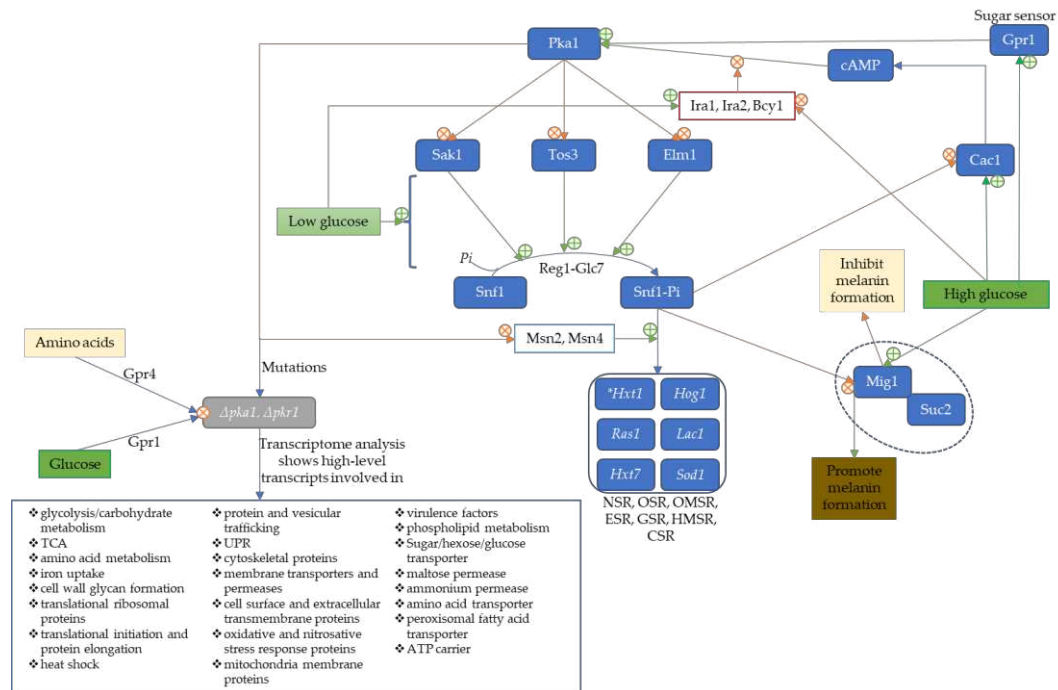 Sugar sensor
Pka1
Gpr1
cAMP
Ira1, Ira2, Bcy1
Sak1
Tos3
Elm1
Cac1
Low glucose
Pi
Reg1-Glc7
Snf1
Snf1-Pi
Inhibit
melanin
formation
High glucose
Amino acids
Msn2, Msn4
Gpr4
Mutations
Mig1
Suc2
*Hxt1
Hog1
Δpka1, Δpkr1
Ras1
Lac1
Gpr1
Glucose
Transcriptome analysis
shows high-level
transcripts involved in
Hxt7
Sod1
Promote
melanin
formation
NSR, OSR, OMSR,
ESR, GSR, HMSR,
CSR
❖glycolysis/carbohydrate
metabolism
❖TCA
❖amino acid metabolism
❖iron uptake
❖cell wall glycan formation
❖translational ribosomal
proteins
❖translational initiation and
protein elongation
❖heat shock
❖protein and vesicular
trafficking
❖UPR
❖cytoskeletal proteins
❖membrane transporters and
permeases
❖cell surface and extracellular
transmembrane proteins
❖oxidative and nitrosative
stress response proteins
❖mitochondria membrane
proteins
❖virulence factors
❖phospholipid metabolism
❖Sugar/hexose/glucose
transporter
❖maltose permease
❖ammonium permease
❖amino acid transporter
❖peroxisomal fatty acid
transporter
❖ATP carrier